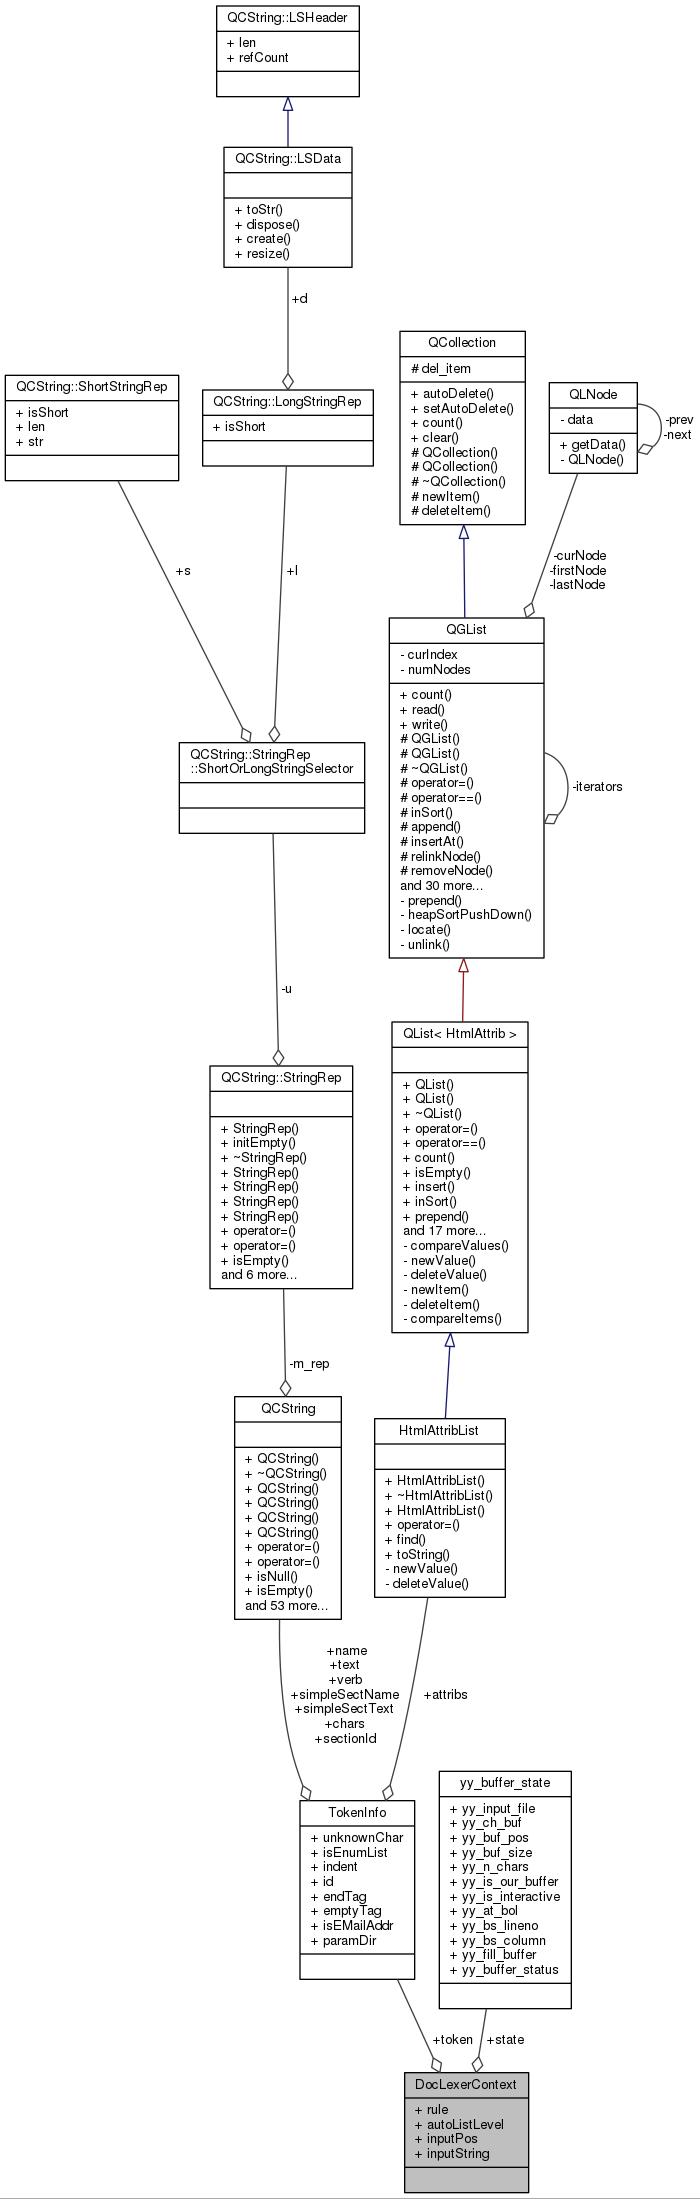 QCString::LSHeader
+ len
+ refCount
QCString::LSData
+ toStr()
+ dispose()
+ create()
+ resize()
+d
QCollection
# del_item
+ autoDelete()
+ setAutoDelete()
+ count()
+ clear()
# QCollection()
# QCollection()
# ~QCollection()
# newItem()
# deleteItem()
QCString::ShortStringRep
+ isShort
+ len
+ str
QCString::LongStringRep
+ isShort
QLNode
- data
+ getData()
- QLNode()
-prev
-next
+s
+l
-curNode
-firstNode
-lastNode
QGList
- curIndex
- numNodes
+ count()
+ read()
+ write()
# QGList()
# QGList()
# ~QGList()
# operator=()
# operator==()
# inSort()
# append()
# insertAt()
# relinkNode()
# removeNode()
and 30 more...
- prepend()
- heapSortPushDown()
- locate()
- unlink()
-iterators
QCString::StringRep
::ShortOrLongStringSelector
-u
QList< HtmlAttrib >
+ QList()
+ QList()
+ ~QList()
+ operator=()
+ operator==()
+ count()
+ isEmpty()
+ insert()
+ inSort()
+ prepend()
and 17 more...
- compareValues()
- newValue()
- deleteValue()
- newItem()
- deleteItem()
- compareItems()
QCString::StringRep
+ StringRep()
+ initEmpty()
+ ~StringRep()
+ StringRep()
+ StringRep()
+ StringRep()
+ StringRep()
+ operator=()
+ operator=()
+ isEmpty()
and 6 more...
-m_rep
QCString
+ QCString()
+ ~QCString()
+ QCString()
+ QCString()
+ QCString()
+ QCString()
+ operator=()
+ operator=()
+ isNull()
+ isEmpty()
and 53 more...
HtmlAttribList
+ HtmlAttribList()
+ ~HtmlAttribList()
+ HtmlAttribList()
+ operator=()
+ find()
+ toString()
- newValue()
- deleteValue()
+name
+text
+verb
+simpleSectName
+simpleSectText
+chars
+sectionId
+attribs
TokenInfo
+ unknownChar
+ isEnumList
+ indent
+ id
+ endTag
+ emptyTag
+ isEMailAddr
+ paramDir
yy_buffer_state
+ yy_input_file
+ yy_ch_buf
+ yy_buf_pos
+ yy_buf_size
+ yy_n_chars
+ yy_is_our_buffer
+ yy_is_interactive
+ yy_at_bol
+ yy_bs_lineno
+ yy_bs_column
+ yy_fill_buffer
+ yy_buffer_status
+token
+state
DocLexerContext
+ rule
+ autoListLevel
+ inputPos
+ inputString